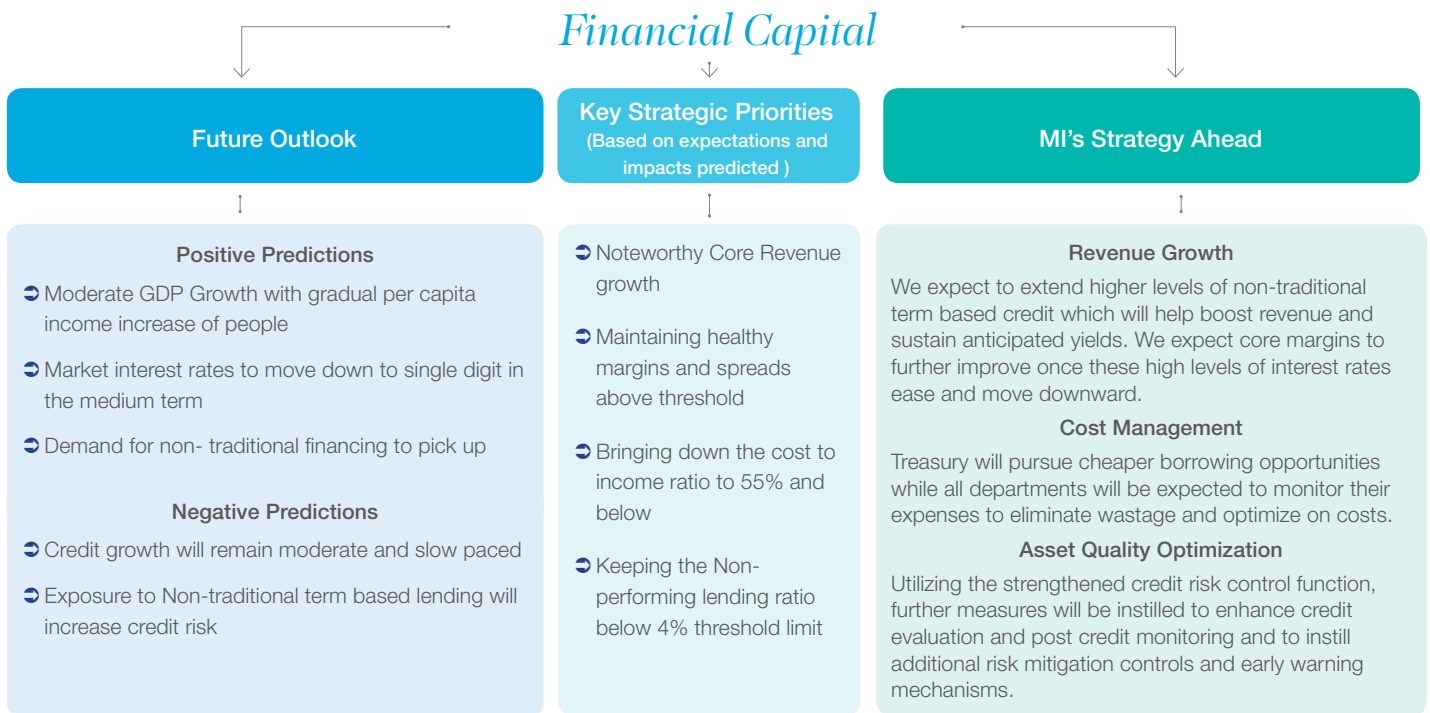 Financial Capital
Future Outlook
Positive Predictions
Moderate GDP Growth with gradual per capita
income increase of people
Market interest rates to move down to single digit in
the medium term
Demand for non- traditional financing to pick up
Negative Predictions
Credit growth will remain moderate and slow paced
Exposure to Non-traditional term based lending will
increase credit risk
Key Strategic Priorities
(Based on expectations and
impacts predicted )
Noteworthy Core Revenue
growth
Maintaining healthy
margins and spreads
above threshold
Bringing down the cost to
income ratio to 55% and
below
Keeping the Non-
performing lending ratio
below 4% threshold limit
MI's Strategy Ahead
Revenue Growth
We expect to extend higher levels of non-traditional
term based credit which will help boost revenue and
sustain anticipated yields. We expect core margins to
further improve once these high levels of interest rates
ease and move downward.
Cost Management
Treasury will pursue cheaper borrowing opportunities
while all departments will be expected to monitor their
expenses to eliminate wastage and optimize on costs.
Asset Quality Optimization
Utilizing the strengthened credit risk control function,
further measures will be instilled to enhance credit
evaluation and post credit monitoring and to instill
additional risk mitigation controls and early warning
mechanisms.